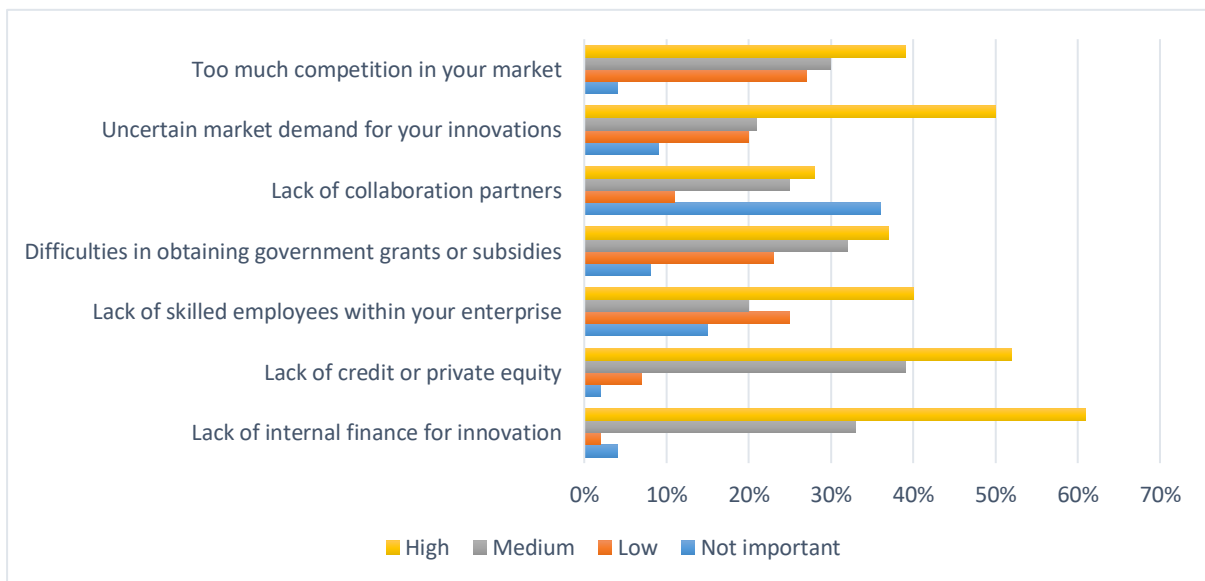 Too much competition in your market
Uncertain market demand for your innovations
Lack of collaboration partners
Difficulties in obtaining government grants or subsidies
Lack of skilled employees within your enterprise
Lack of credit or private equity
Lack of internal finance for innovation
0% 10% 20% 30% 40% 50% 60% 70%
High Medium Low Not important